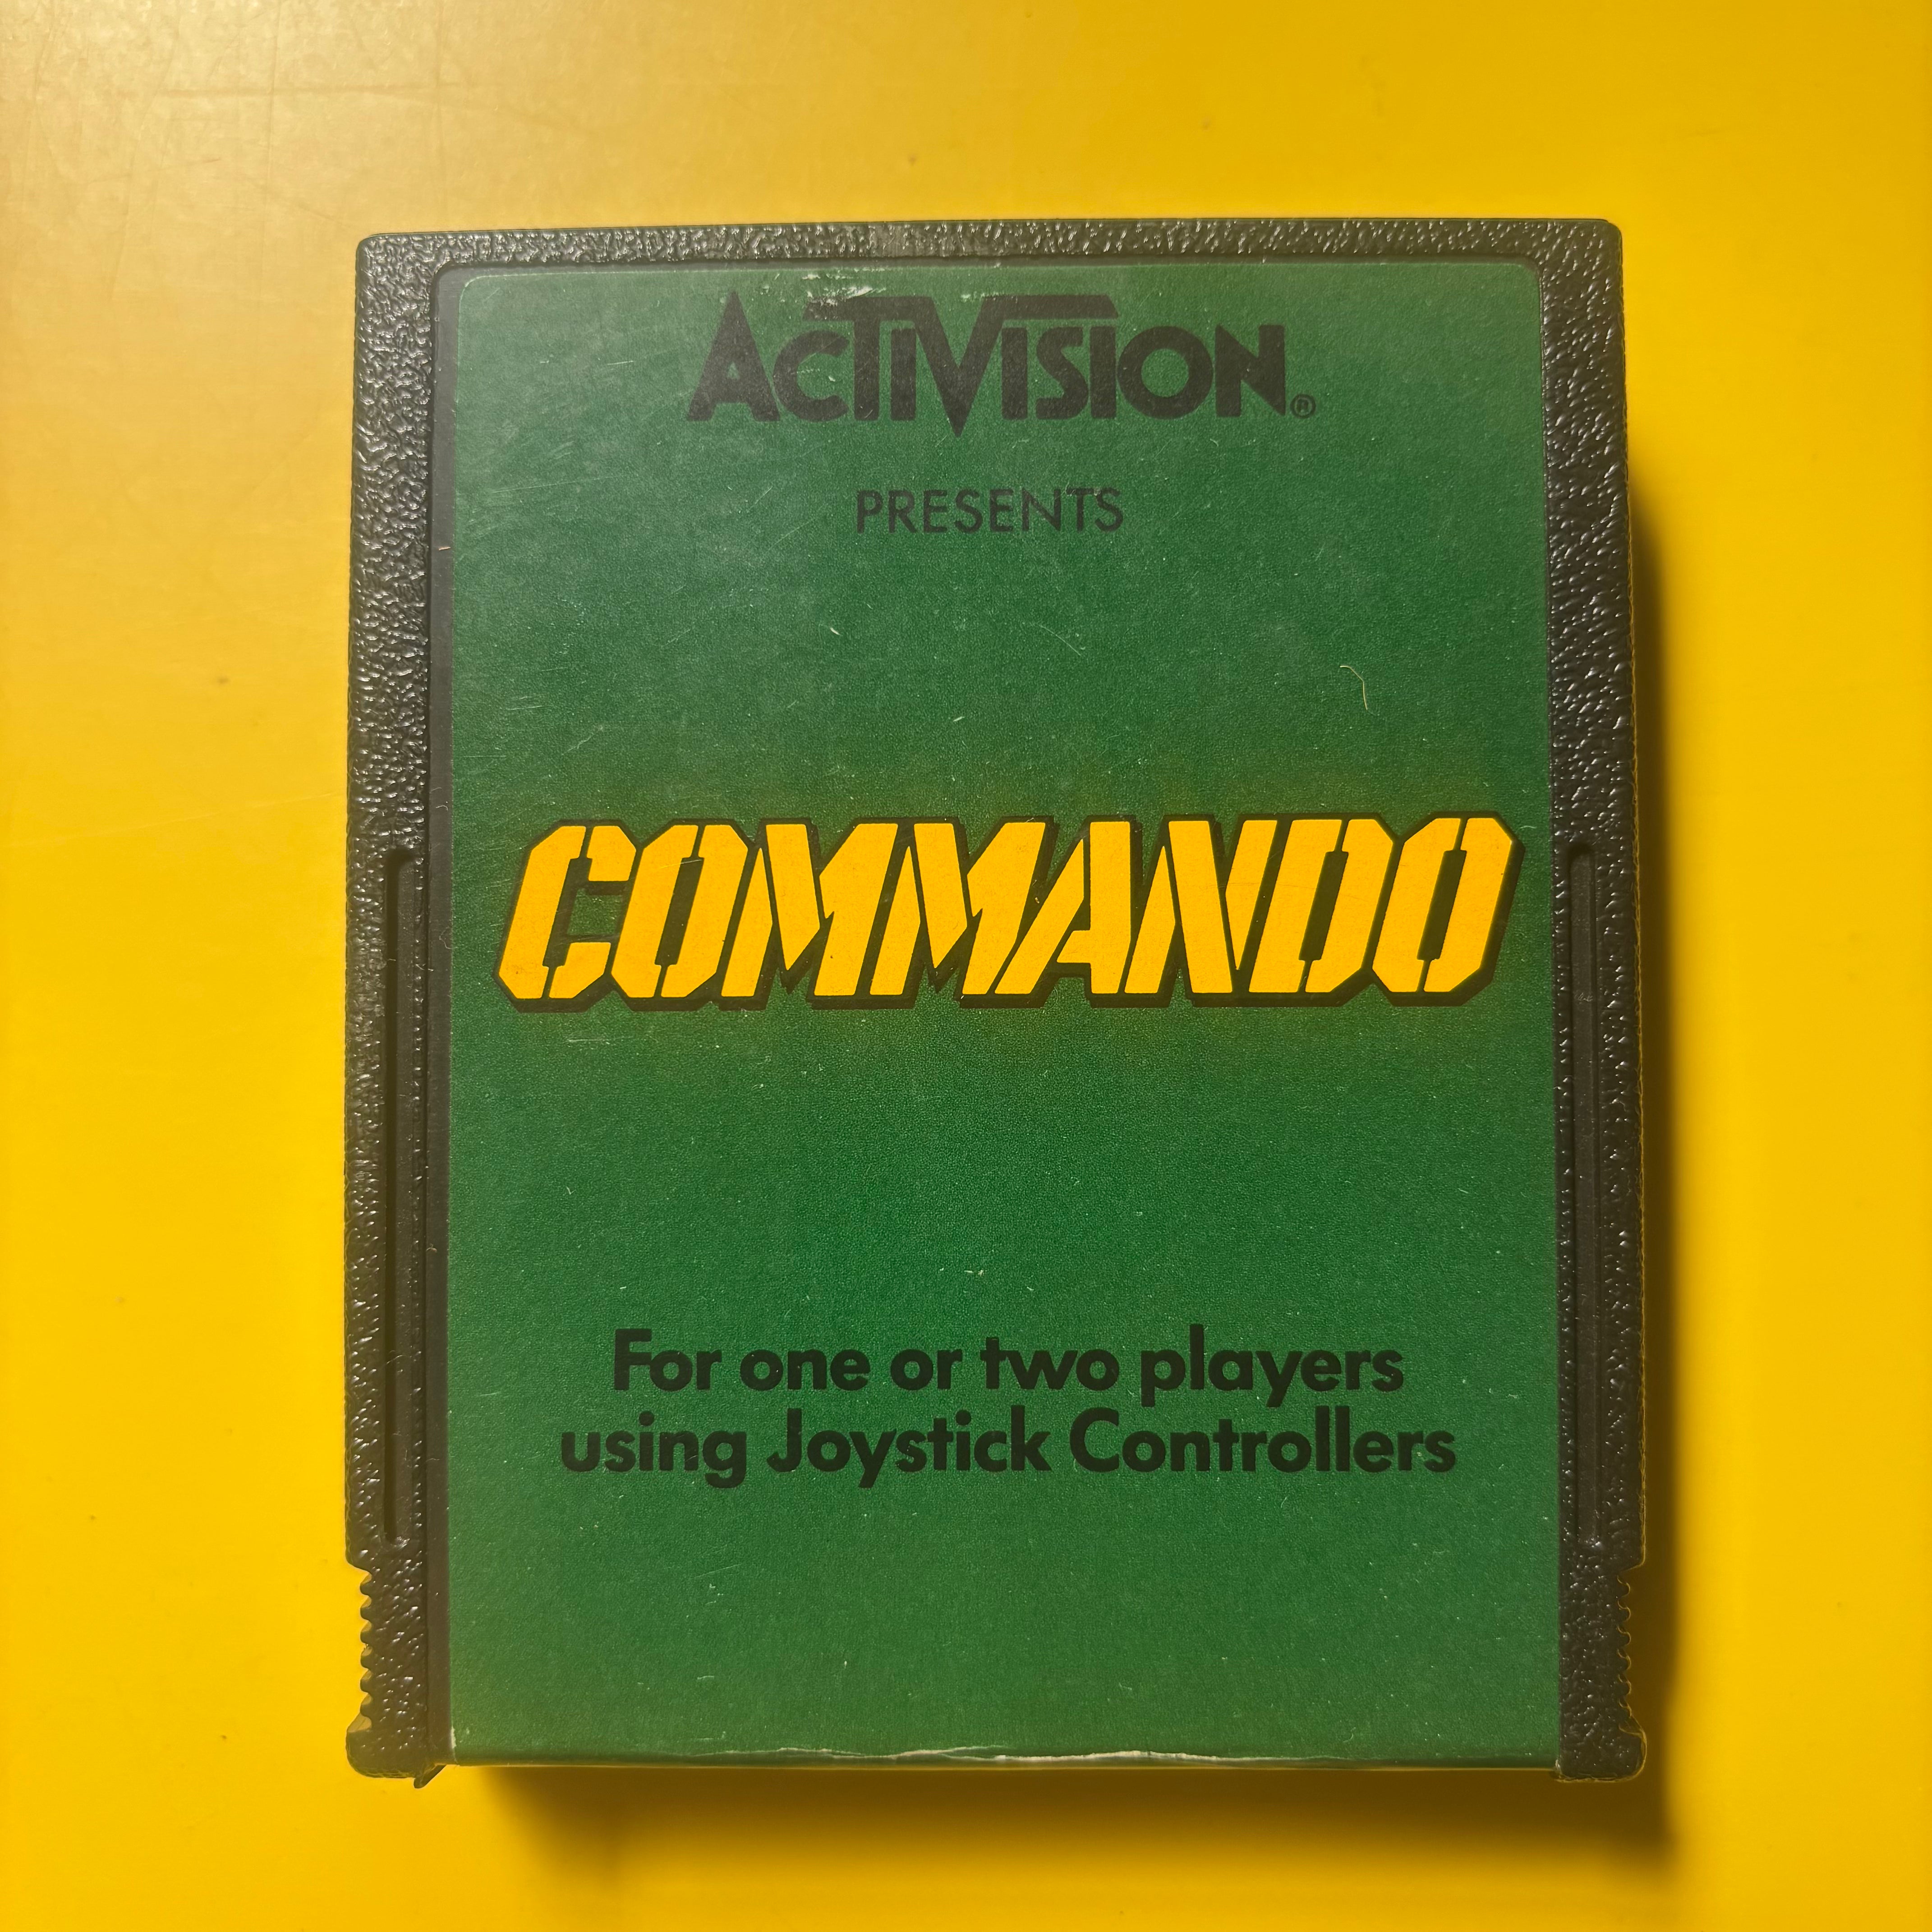 ACTIVISION®
PRESENTS
COMMANDO
For one or two players
using Joystick Controllers